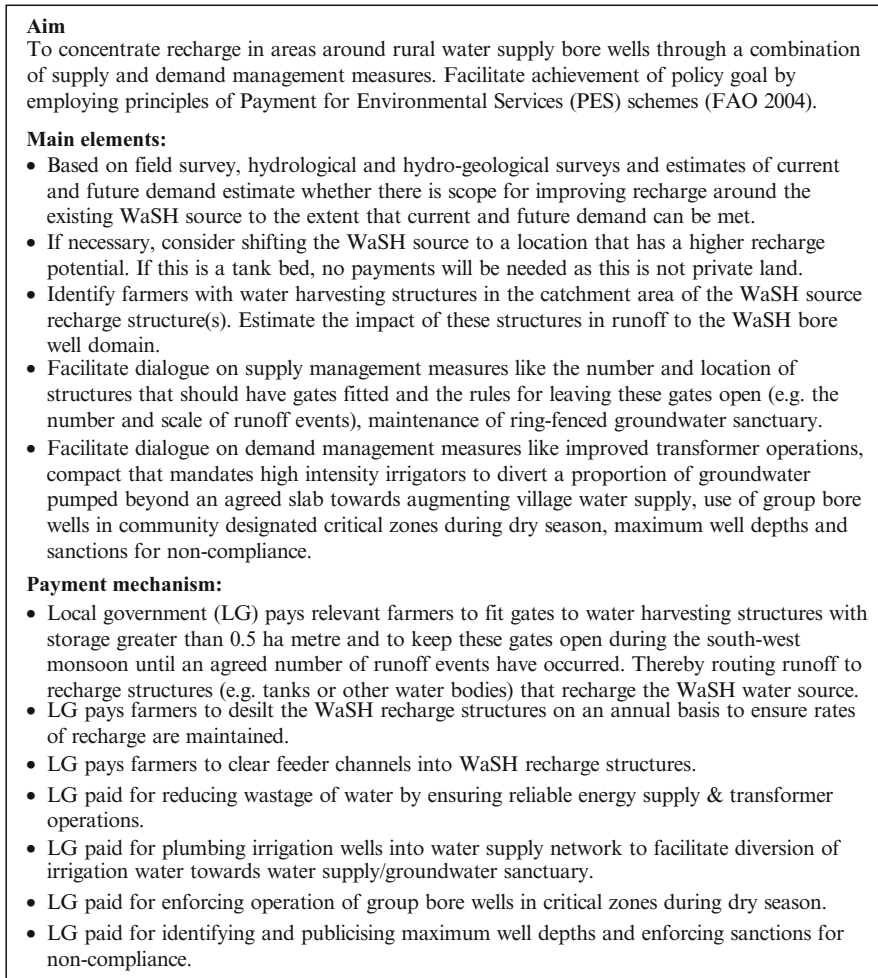 Aim
To concentrate recharge in areas around rural water supply bore wells through a combination
of supply and demand management measures. Facilitate achievement of policy goal by
employing principles of Payment for Environmental Services (PES) schemes (FAO 2004).
Main elements:
• Based on field survey, hydrological and hydro-geological surveys and estimates of current
and future demand estimate whether there is scope for improving recharge around the
existing WaSH source to the extent that current and future demand can be met.
• If necessary, consider shifting the WaSH source to a location that has a higher recharge
potential. If this is a tank bed, no payments will be needed as this is not private land.
• Identify farmers with water harvesting structures in the catchment area of the WaSH source
recharge structure(s). Estimate the impact of these structures in runoff to the WaSH bore
well domain.
• Facilitate dialogue on supply management measures like the number and location of
structures that should have gates fitted and the rules for leaving these gates open (e.g. the
number and scale of runoff events), maintenance of ring-fenced groundwater sanctuary.
• Facilitate dialogue on demand management measures like improved transformer operations,
compact that mandates high intensity irrigators to divert a proportion of groundwater
pumped beyond an agreed slab towards augmenting village water supply, use of group bore
wells in community designated critical zones during dry season, maximum well depths and
sanctions for non-compliance.
Payment mechanism:
• Local government (LG) pays relevant farmers to fit gates to water harvesting structures with
storage greater than 0.5 ha metre and to keep these gates open during the south-west
monsoon until an agreed number of runoff events have occurred. Thereby routing runoff to
recharge structures (e.g. tanks or other water bodies) that recharge the WaSH water source.
• LG pays farmers to desilt the WaSH recharge structures on an annual basis to ensure rates
of recharge are maintained.
• LG pays farmers to clear feeder channels into WaSH recharge structures.
• LG paid for reducing wastage of water by ensuring reliable energy supply & transformer
operations.
• LG paid for plumbing irrigation wells into water supply network to facilitate diversion of
irrigation water towards water supply/groundwater sanctuary.
• LG paid for enforcing operation of group bore wells in critical zones during dry season.
• LG paid for identifying and publicising maximum well depths and enforcing sanctions for
non-compliance.